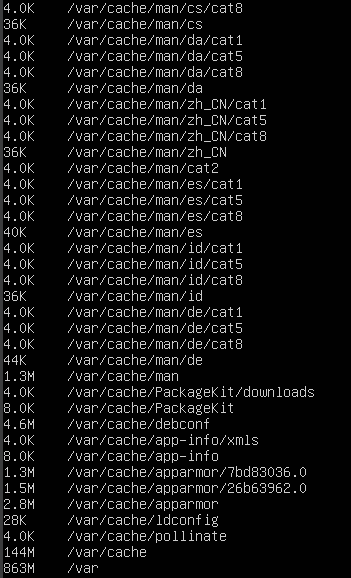 4.0K /var/cache/man/cs/cat8
36K /var/cache/man/cs
4.0K /var/cache/man/da/cat1
4.0K /var/cache/man/da/cat5
4.0K /var/cache/man/da/cat8
36K /var/cache/man/da
4.0K /var/cache/man/zh_CN/cat1
4.0K /var/cache/man/zh_CN/cat5
4.0K /var/cache/man/zh_CN/cat8
36K /var/cache/man/zh_CN
4.0K /var/cache/man/cat2
4.0K /var/cache/man/es/cat1
4.0K /var/cache/man/es/cat5
4.0K /var/cache/man/es/cat8
40K /var/cache/man/es
4.0K /var/cache/man/id/cat1
4.0K /var/cache/man/id/cat5
4.0K /var/cache/man/id/cat8
36K /var/cache/man/id
4.0K /var/cache/man/de/cat1
4.0K /var/cache/man/de/cat5
4.0K /var/cache/man/de/cat8
44K /var/cache/man/de
1.3M /var/cache/man
4.0K /var/cache/PackageKit/downloads
8.0K /var/cache/PackageKit
4.6M /var/cache/debconf
4.0K /var/cache/app-info/xmls
8.0K /var/cache/app-info
1.3M /var/cache/apparmor/7bd83036.0
1.5M /var/cache/apparmor/26b63962.0
2.8M /var/cache/apparmor
28K /var/cache/ldconfig
4.0K /var/cache/pollinate
144M /var/cache
863M /var